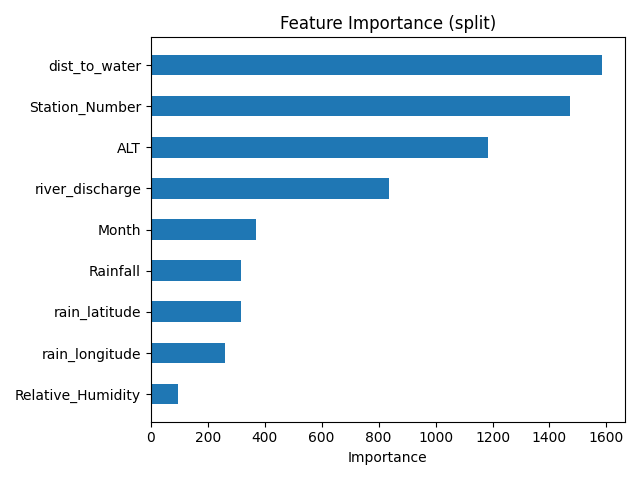 Feature Importance (split)
dist_to_water
Station_Number
ALT
river_discharge
Month
Rainfall
rain_latitude
rain_longitude
Relative_Humidity
0 200 400 600 800 1000 1200 1400 1600
Importance